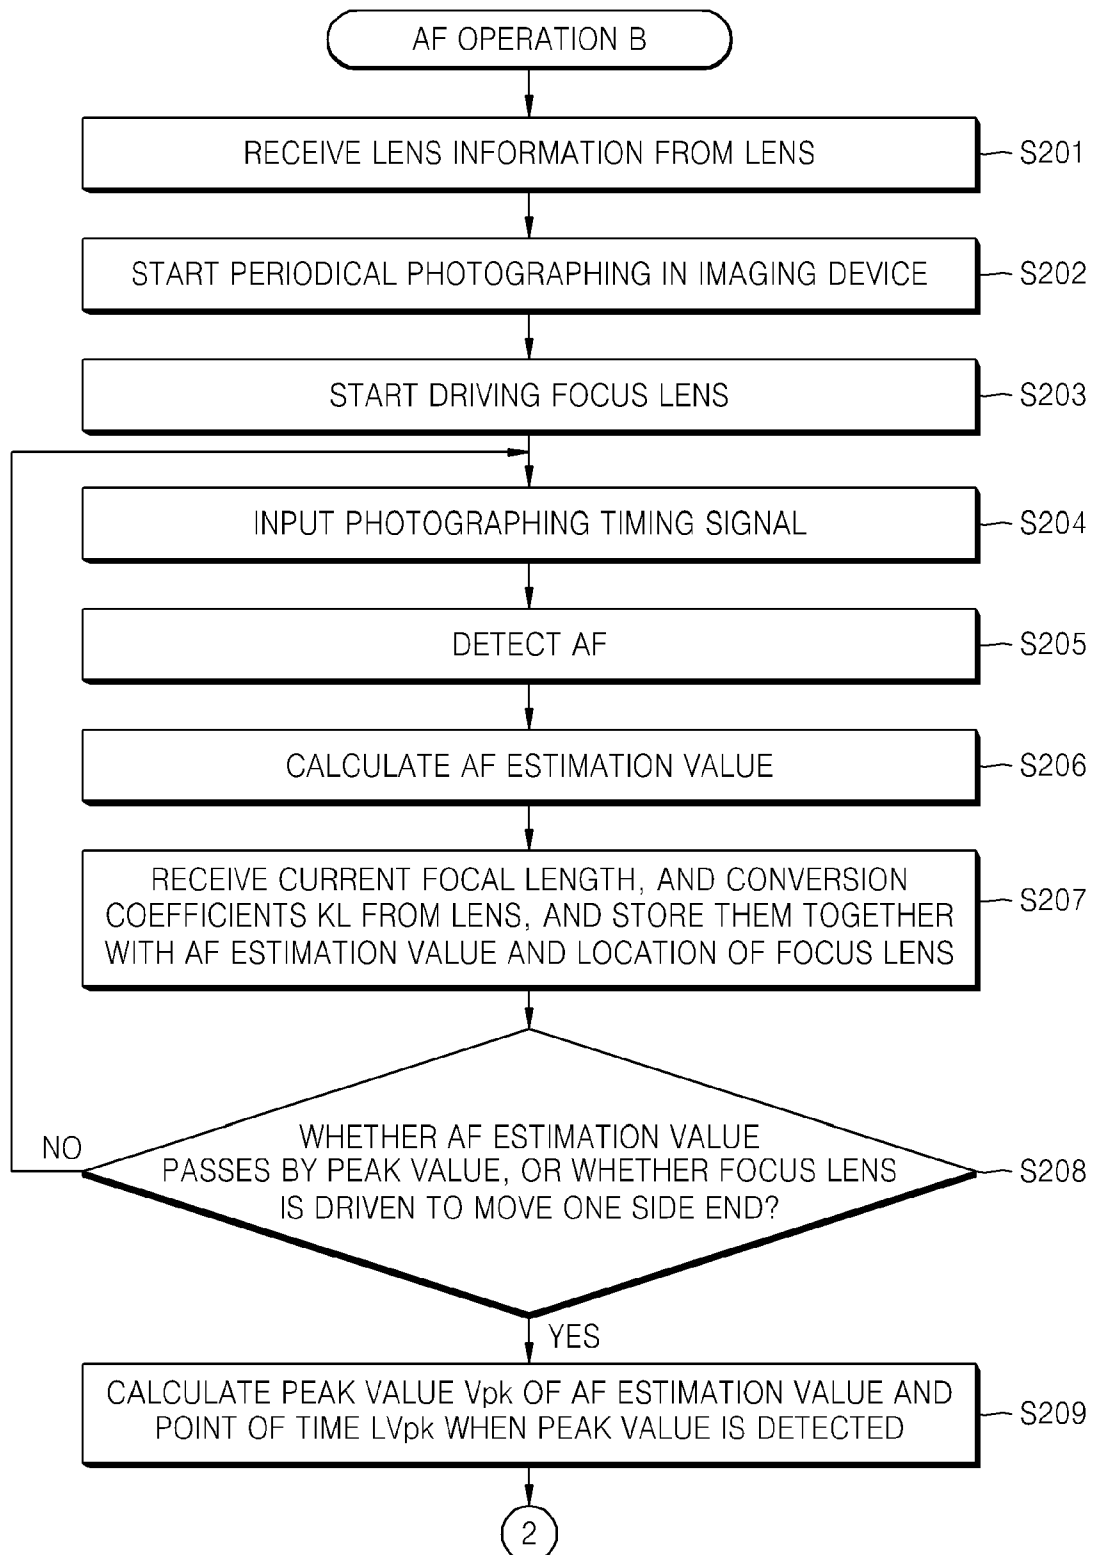 AF OPERATION B
RECEIVE LENS INFORMATION FROM LENS
S201
START PERIODICAL PHOTOGRAPHING IN IMAGING DEVICE
S202
START DRIVING FOCUS LENS
S203
INPUT PHOTOGRAPHING TIMING SIGNAL
S204
DETECT AF
S205
CALCULATE AF ESTIMATION VALUE
S206
RECEIVE CURRENT FOCAL LENGTH, AND CONVERSION
COEFFICIENTS KL FROM LENS, AND STORE THEM TOGETHER
WITH AF ESTIMATION VALUE AND LOCATION OF FOCUS LENS
S207
WHETHER AF ESTIMATION VALUE
PASSES BY PEAK VALUE, OR WHETHER FOCUS LENS
IS DRIVEN TO MOVE ONE SIDE END?
S208
NO
YES
CALCULATE PEAK VALUE Vpk OF AF ESTIMATION VALUE AND
POINT OF TIME LVpk WHEN PEAK VALUE IS DETECTED
S209
2